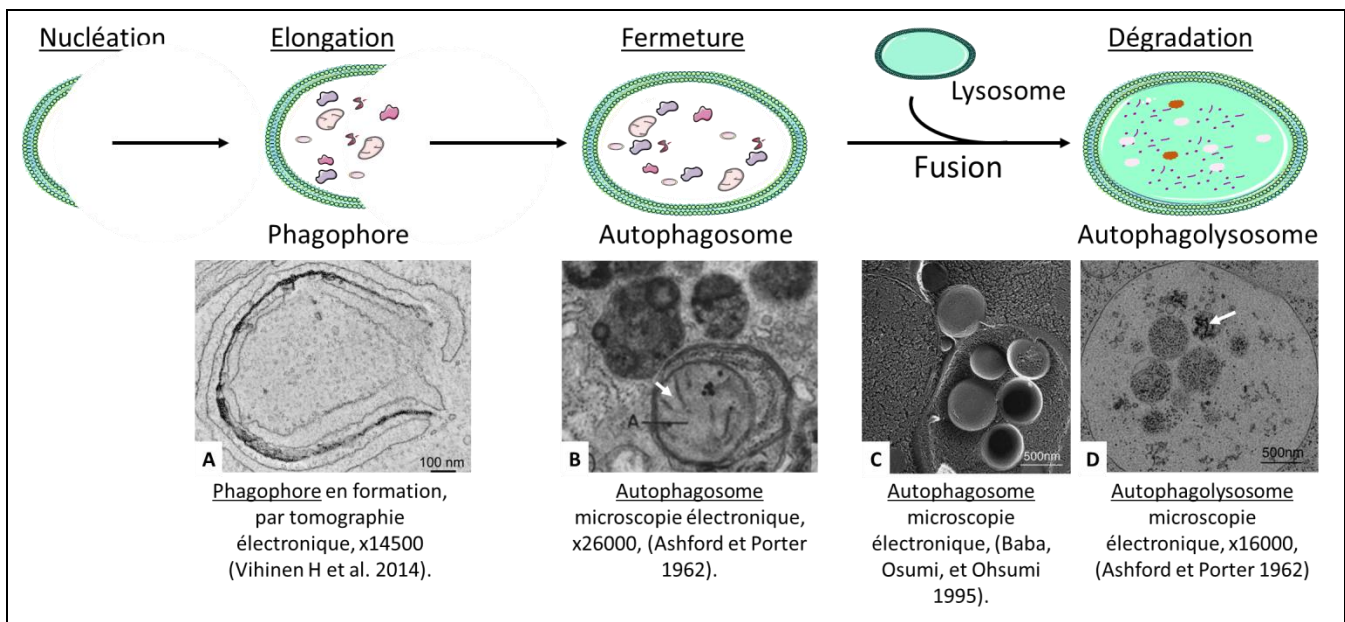 Nucléation
Elongation
Fermeture
Dégradation
Lysosome
Fusion
Phagophore
Autophagosome
Autophagolysosome
A
100 nm
A
B
C
500nm
D
500nm
Phagophore en formation,
par tomographie
électronique, x14500
(Vihinen H et al. 2014).
Autophagosome
microscopie électronique,
x26000, (Ashford et Porter
1962).
Autophagosome
microscopie
électronique, (Baba,
Osumi, et Ohsumi
1995).
Autophagolysosome
microscopie
électronique, x16000,
(Ashford et Porter 1962)